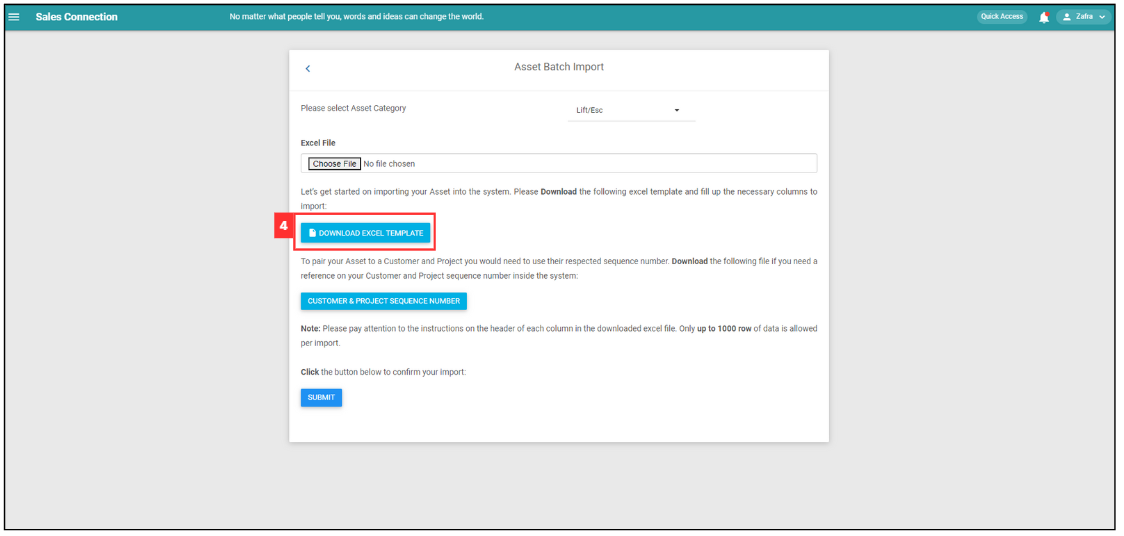 Sales Connection
No matter what people tell you, words and ideas can change the world.
Quick Access
Zafra
Asset Batch Import
Please select Asset Category
Lift/Esc
Excel File
Choose File No file chosen
Let's get started on importing your Asset into the system. Please Download the following excel template and fill up the necessary columns to
import:
4
DOWNLOAD EXCEL TEMPLATE
To pair your Asset to a Customer and Project you would need to use their respected sequence number. Download the following file if you need a
reference on your Customer and Project sequence number inside the system:
CUSTOMER & PROJECT SEQUENCE NUMBER
Note: Please pay attention to the instructions on the header of each column in the downloaded excel file. Only up to 1000 row of data is allowed
per import.
Click the button below to confirm your import:
SUBMIT